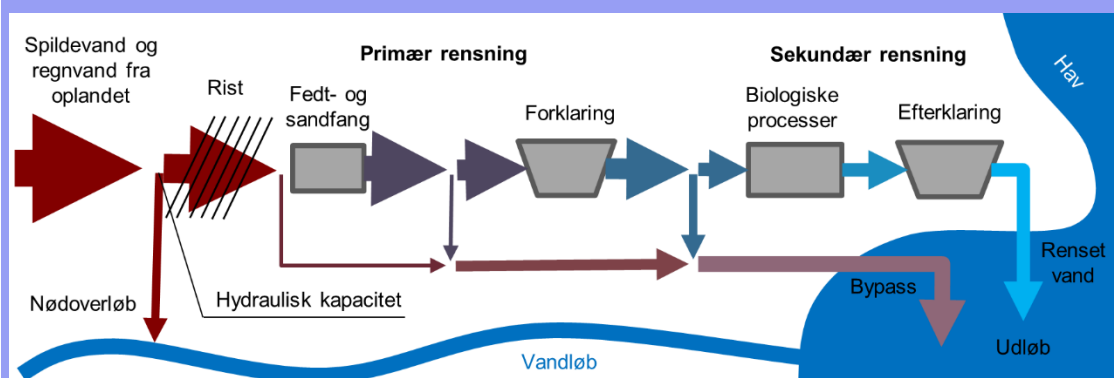 Spildevand og
regnvand fra
oplandet
Primær rensning
Sekundær rensning
Hav
Rist
Fedt- og
sandfang
Forklaring
Biologiske
processer
Efterklaring
Nødoverløb
Hydraulisk kapacitet
Bypass
Renset
vand
Udløb
Vandløb